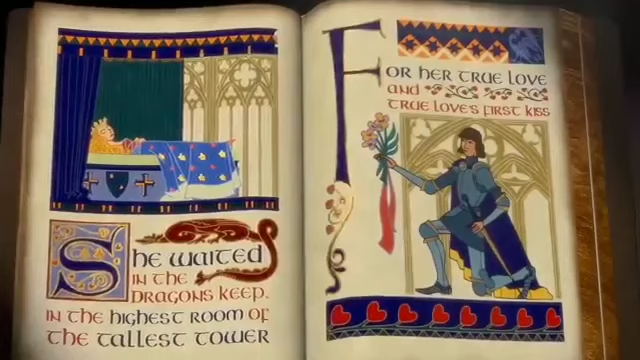 She waited
in the
Dragons keep.
in the highest room of
the tallest tower
For her true love
and
true loves first kiss